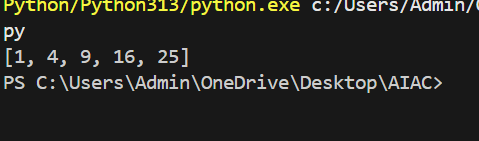 Python/Python313/python.exe c:/Users/Admin/
py
[1, 4, 9, 16, 25]
PS C:\Users\Admin\OneDrive\Desktop\AIAC>